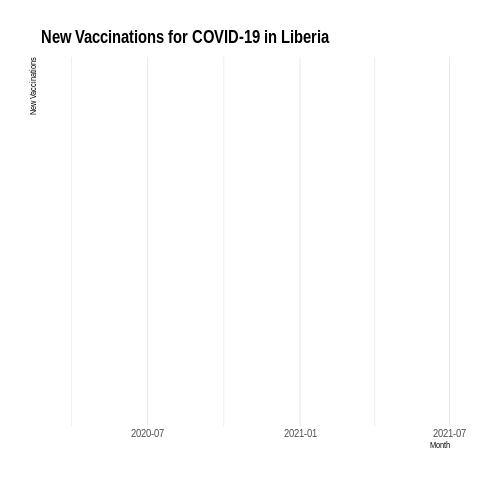 New Vaccinations for COVID-19 in Liberia
New Vaccinations
2020-07
2021-01
2021-07
Month